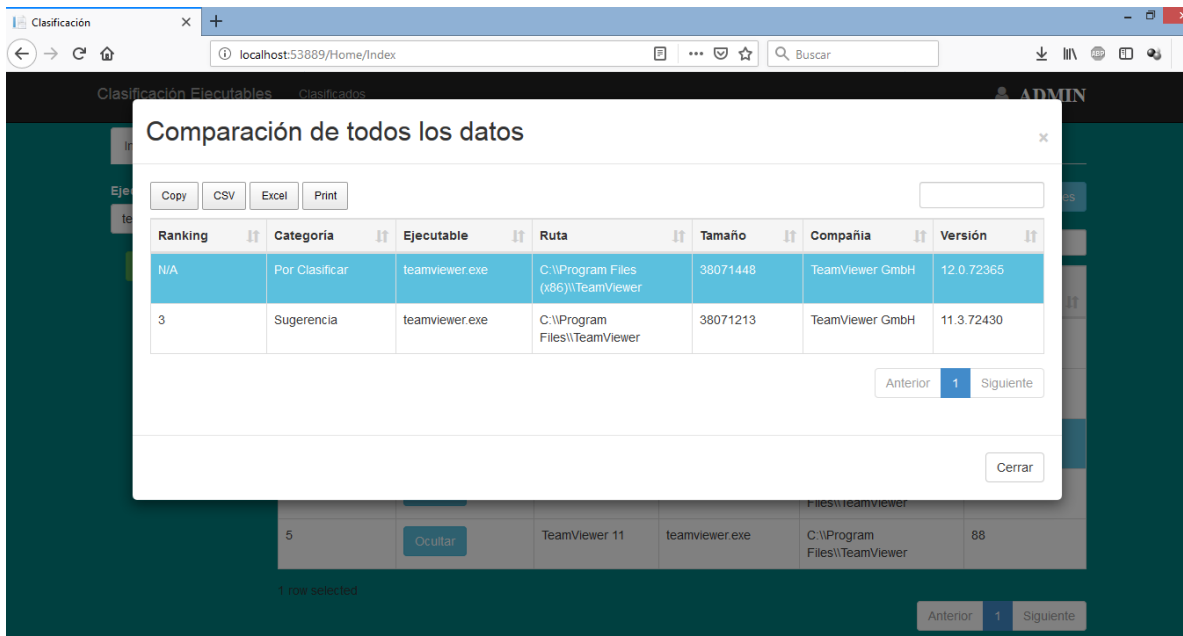 Clasificación
localhost:53889/Home/Index
Buscar
ABP
Clasificación Ejecutables Clasificados ADMIN
Comparación de todos los datos
×
Copy CSV Excel Print
Ranking Categoría Ejecutable Ruta Tamaño Compañia Versión
N/A Por Clasificar teamviewer.exe C:\\Program Files 38071448 TeamViewer GmbH 12.0.72365
(x86)\\TeamViewer
3 Sugerencia teamviewer.exe C:\\Program 38071213 TeamViewer GmbH 11.3.72430
Files\\TeamViewer
Anterior 1 Siguiente
Cerrar
Files\\TeamViewer
5 Ocultar TeamViewer 11 teamviewer.exe C:\\Program 88
Files\\TeamViewer
1 row selected
Anterior 1 Siguiente